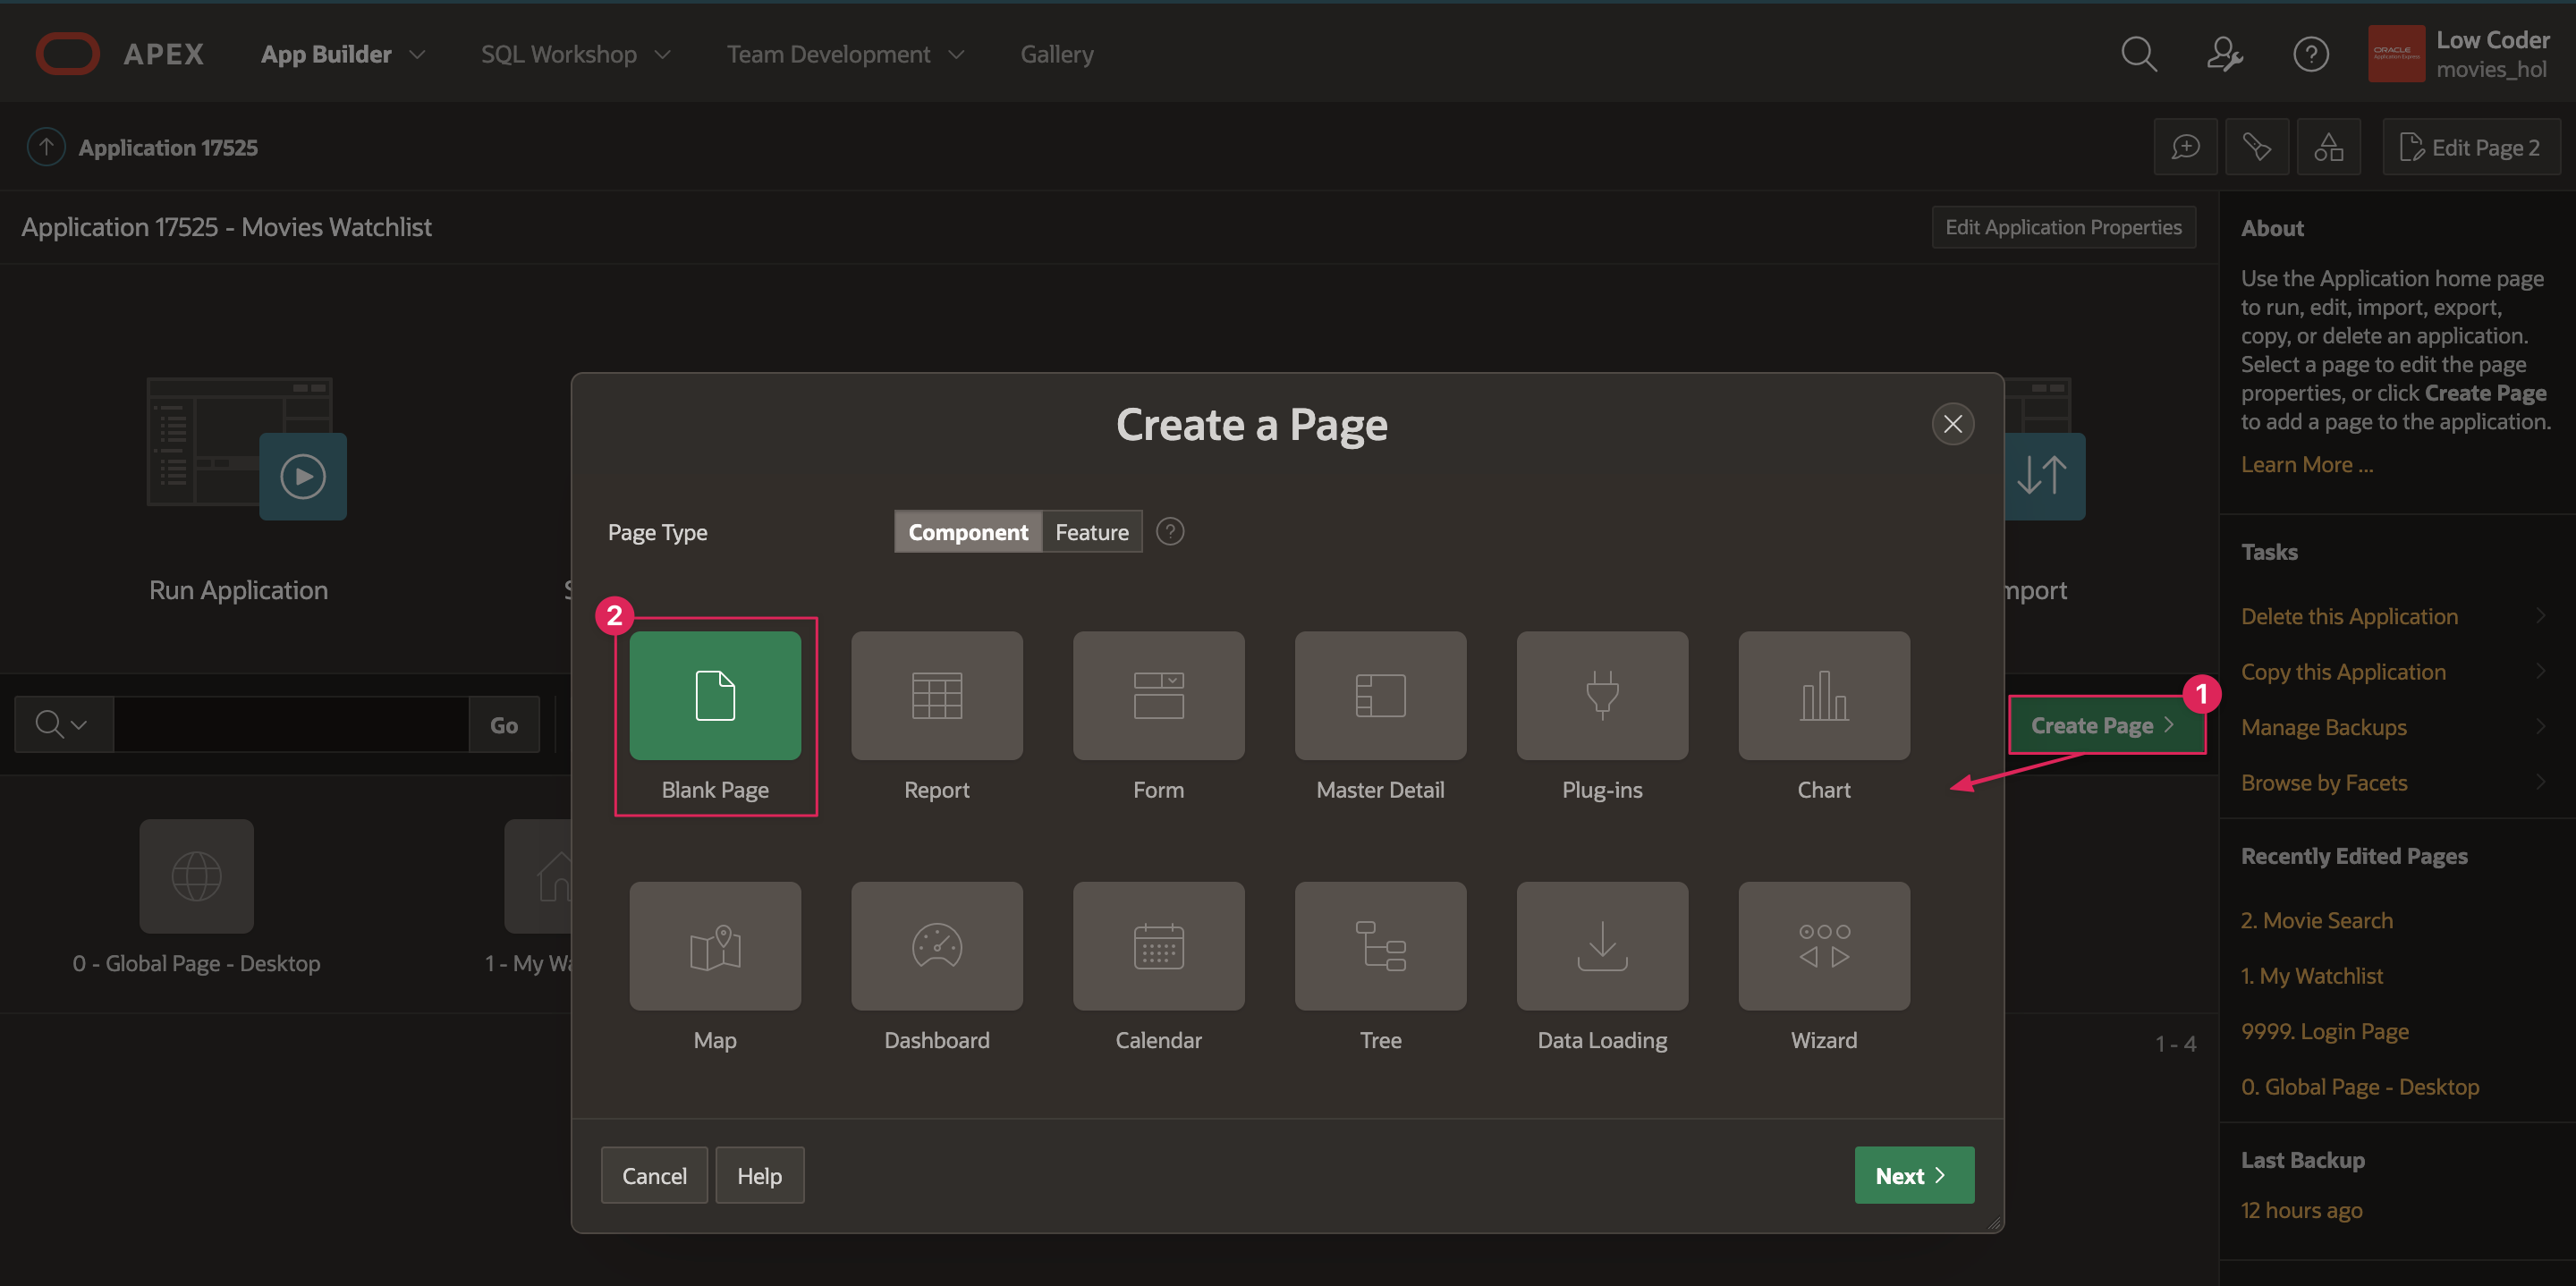 APEX
App Builder
SQL Workshop
Team Development
Gallery
ORACLE
Application Express
Low Coder
movies_hol
Application 17525
Edit Page 2
Application 17525 - Movies Watchlist
Edit Application Properties
Run Application
S
mport
Go
Create Page
1
0 - Global Page - Desktop
1 - My Wa
1 - 4
Create a Page
Page Type
Component
Feature
2
Blank Page
Report
Form
Master Detail
Plug-ins
Chart
Map
Dashboard
Calendar
Tree
Data Loading
Wizard
Cancel
Help
Next
About
Use the Application home page
to run, edit, import, export,
copy, or delete an application.
Select a page to edit the page
properties, or click Create Page
to add a page to the application.
Learn More ...
Tasks
Delete this Application
Copy this Application
Manage Backups
Browse by Facets
Recently Edited Pages
2. Movie Search
1. My Watchlist
9999. Login Page
0. Global Page - Desktop
Last Backup
12 hours ago